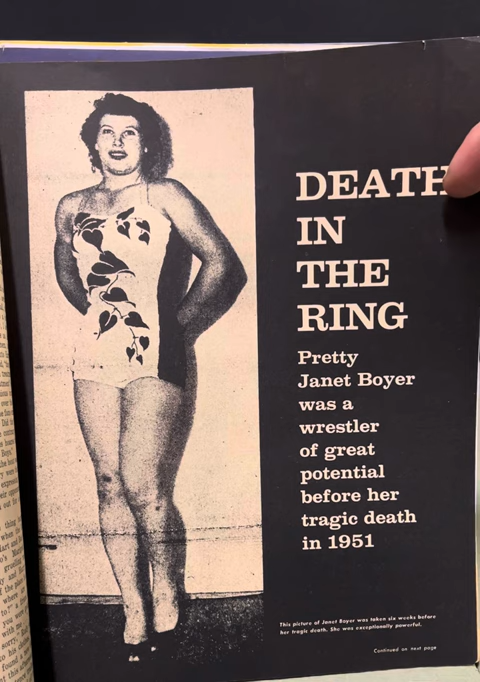 DEATH
IN
THE
RING
Pretty
Janet Boyer
was a
wrestler
of great
potential
before her
tragic death
in 1951
This picture of Janet Boyer was taken six weeks before
her tragic death. She was exceptionally powerful.
Continued on next page